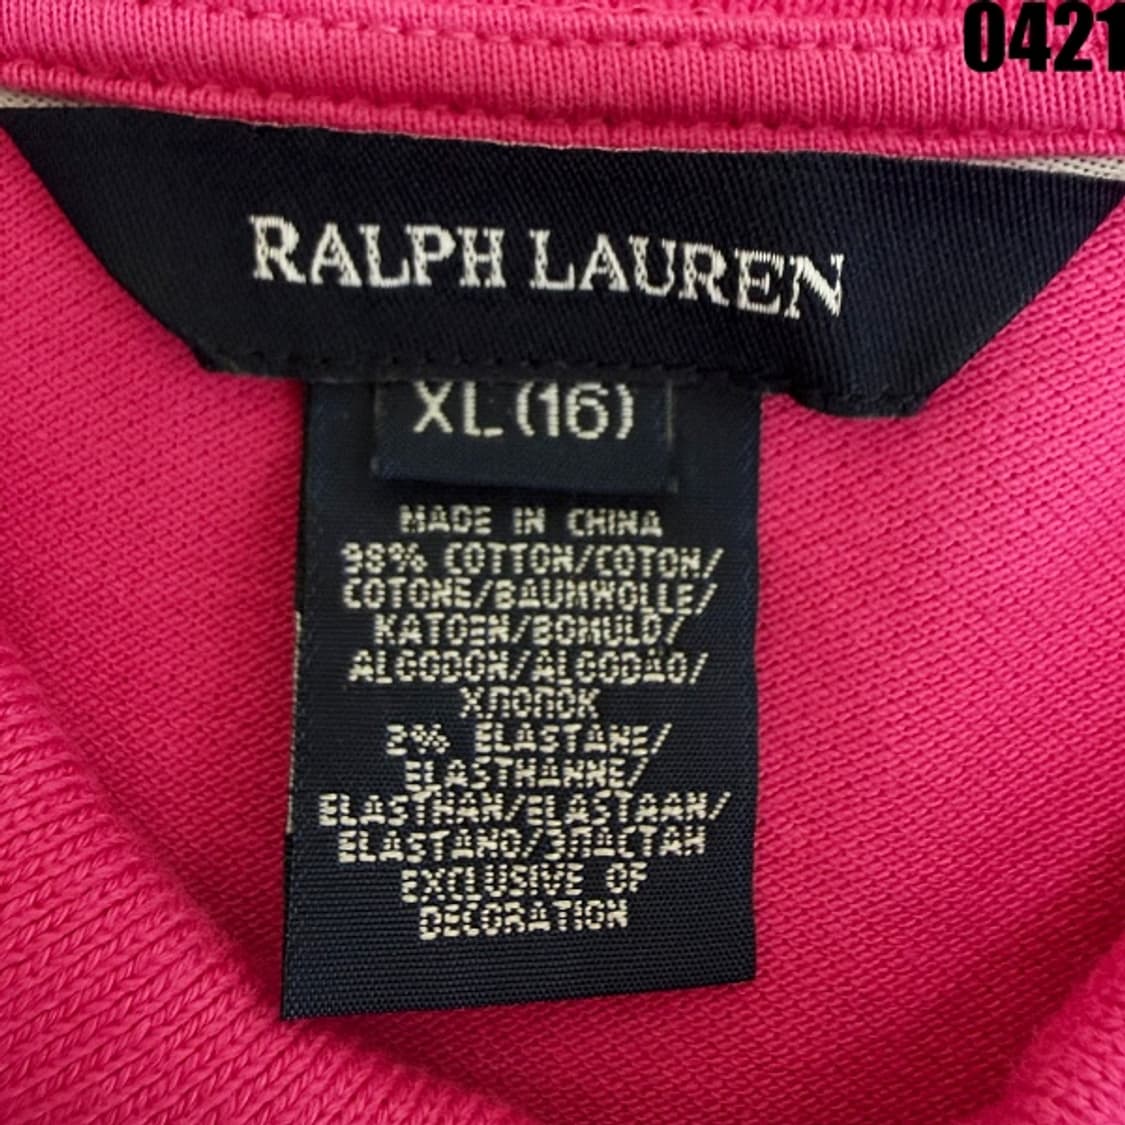 0421
RALPH LAUREN
XL (16)
MADE IN CHINA
98% COTTON/COTON/
COTONE/BAUMWOLLE/
KATOEN/BOMULD/
ALGODON/ALGODAO/
ХЛОПОК
2% ELASTANE/
ELASTHANNE/
ELASTHAN/ELASTAAN/
ELASTANO/ЭЛАСТАН
EXCLUSIVE OF
DECORATION